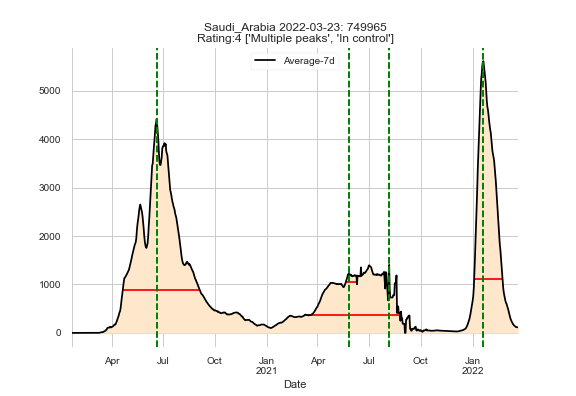 Saudi_Arabia 2022-03-23: 749965
Rating:4 ['Multiple peaks', 'In control']
Average-7d
5000
4000
3000
2000
1000
0
Apr Jul Oct Jan Apr Jul Oct Jan
2021 2022
Date